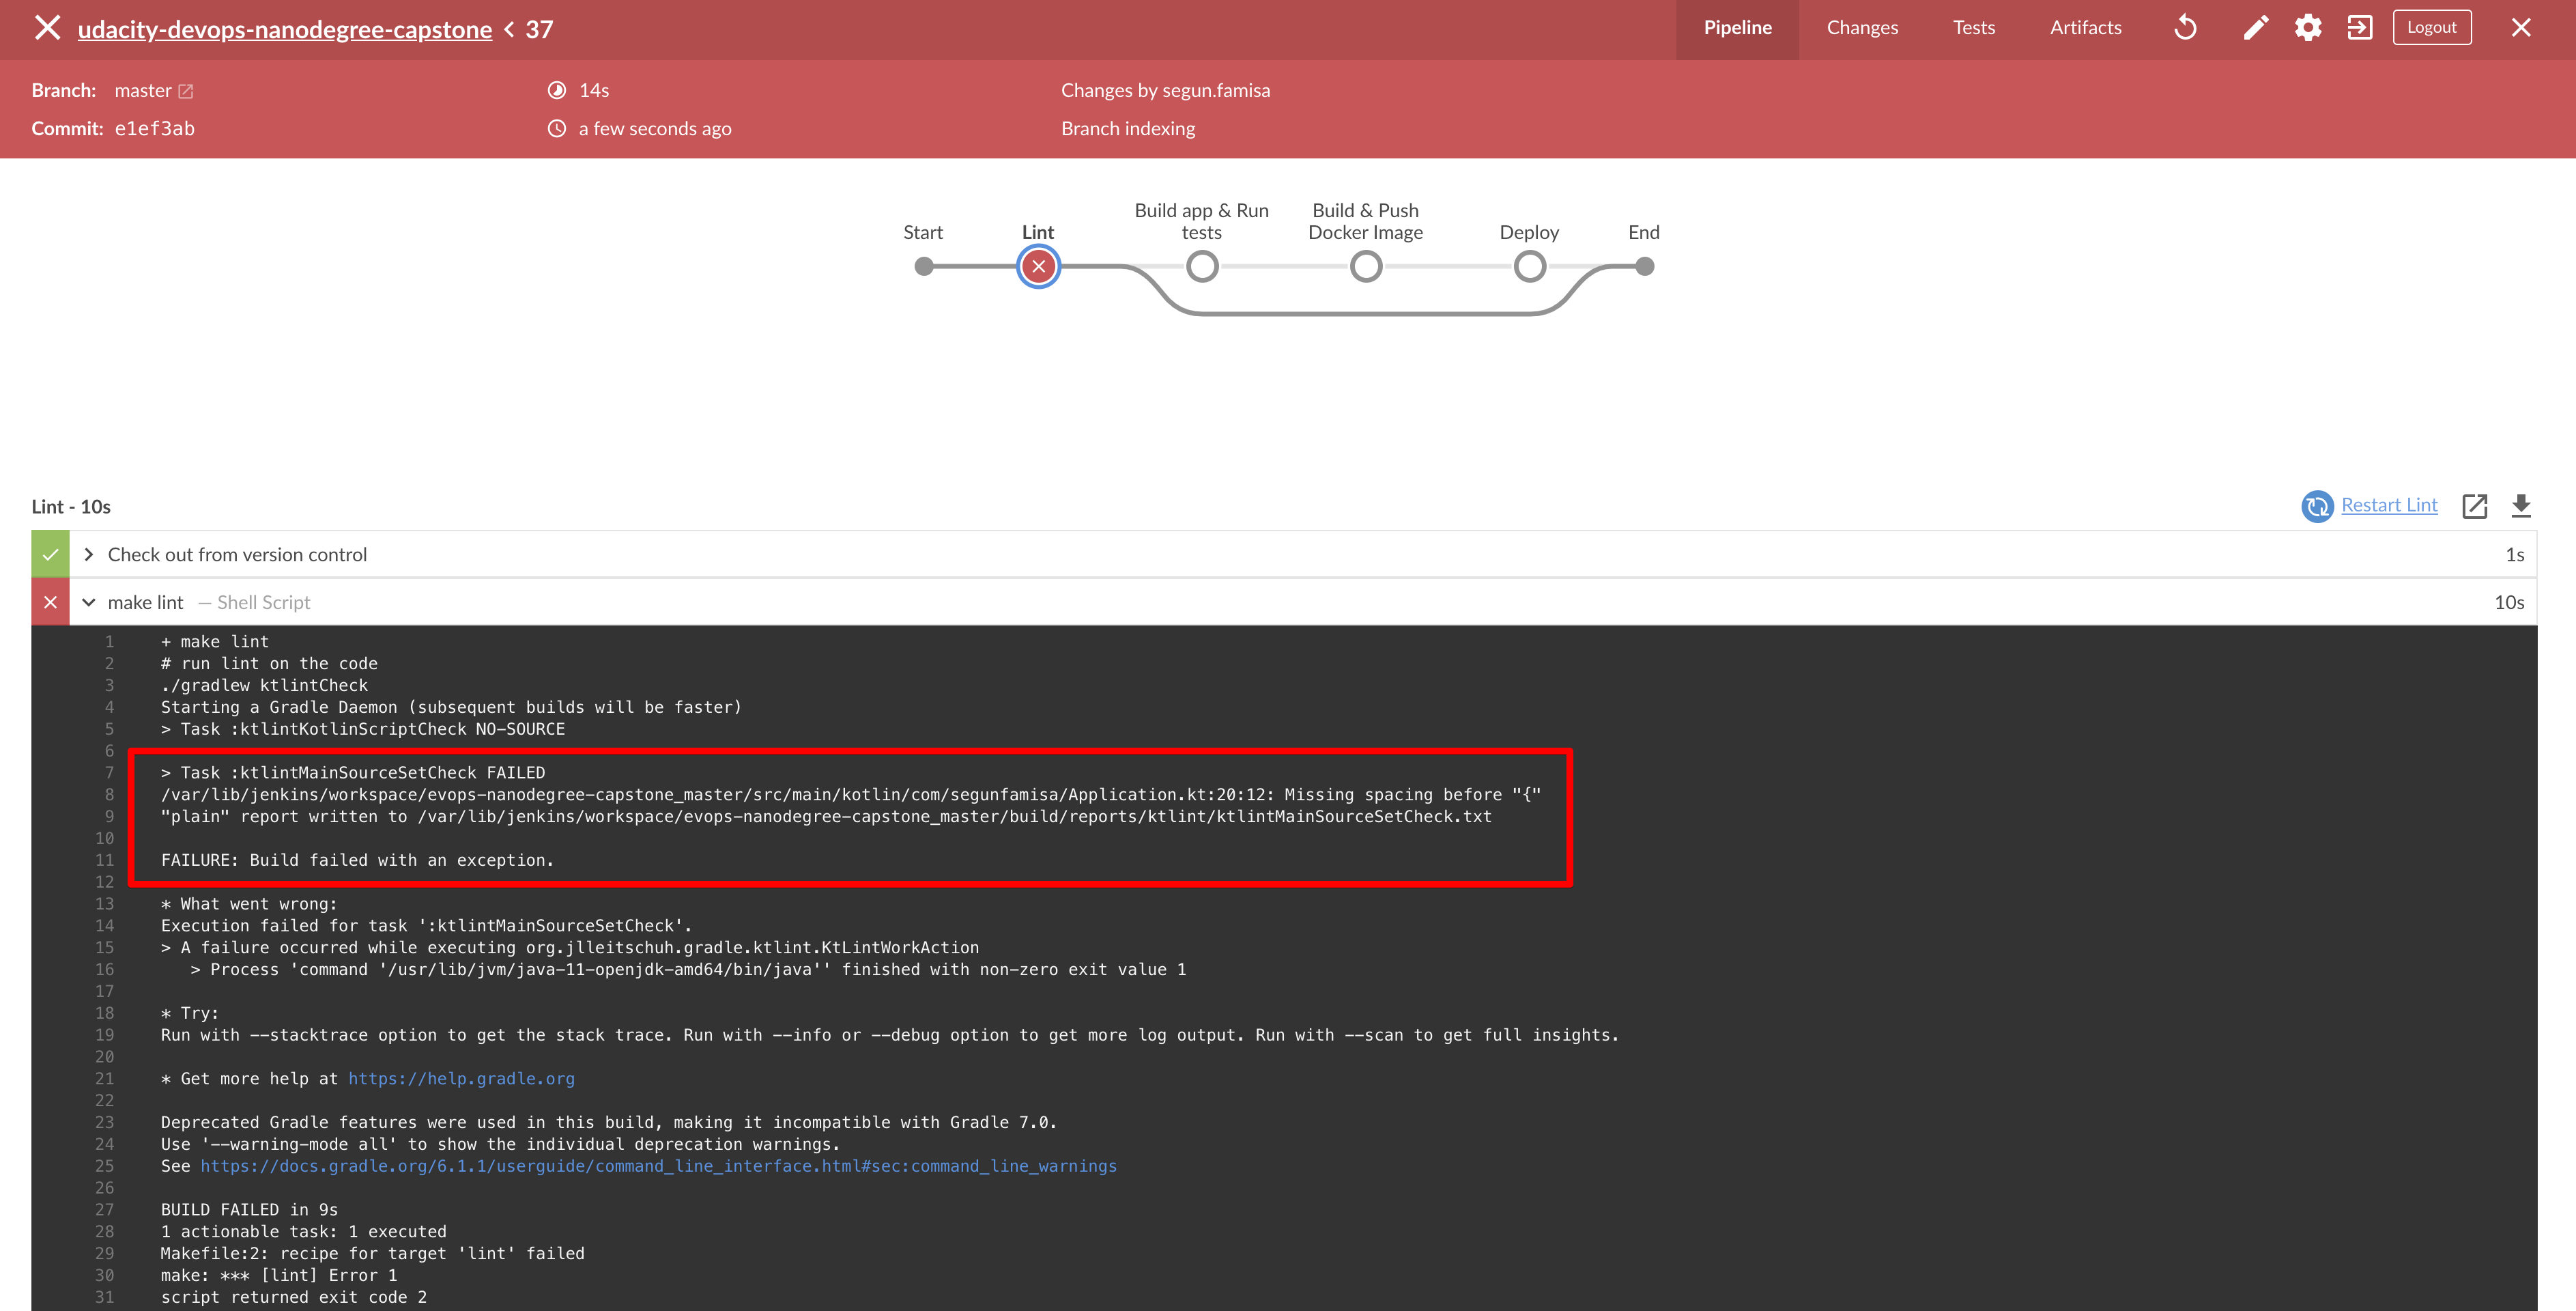 udacity-devops-nanodegree-capstone < 37
Pipeline Changes Tests Artifacts Logout
Branch: master 14s Changes by segun.famisa
Commit: e1ef3ab a few seconds ago Branch indexing
Start Lint Build app & Run tests Build & Push Docker Image Deploy End
Lint - 10s Restart Lint
Check out from version control 1s
make lint — Shell Script 10s
1 + make lint
2 # run lint on the code
3 ./gradlew ktlintCheck
4 Starting a Gradle Daemon (subsequent builds will be faster)
5 > Task :ktlintKotlinScriptCheck NO-SOURCE
6
7 > Task :ktlintMainSourceSetCheck FAILED
8 /var/lib/jenkins/workspace/evops-nanodegree-capstone_master/src/main/kotlin/com/segunfamisa/Application.kt:20:12: Missing spacing before "{"
9 "plain" report written to /var/lib/jenkins/workspace/evops-nanodegree-capstone_master/build/reports/ktlint/ktlintMainSourceSetCheck.txt
10
11 FAILURE: Build failed with an exception.
12
13 * What went wrong:
14 Execution failed for task ':ktlintMainSourceSetCheck'.
15 > A failure occurred while executing org.jlleitschuh.gradle.ktlint.KtLintWorkAction
16 > Process 'command '/usr/lib/jvm/java-11-openjdk-amd64/bin/java'' finished with non-zero exit value 1
17
18 * Try:
19 Run with --stacktrace option to get the stack trace. Run with --info or --debug option to get more log output. Run with --scan to get full insights.
20
21 * Get more help at https://help.gradle.org
22
23 Deprecated Gradle features were used in this build, making it incompatible with Gradle 7.0.
24 Use '--warning-mode all' to show the individual deprecation warnings.
25 See https://docs.gradle.org/6.1.1/userguide/command_line_interface.html#sec:command_line_warnings
26
27 BUILD FAILED in 9s
28 1 actionable task: 1 executed
29 Makefile:2: recipe for target 'lint' failed
30 make: *** [lint] Error 1
31 script returned exit code 2